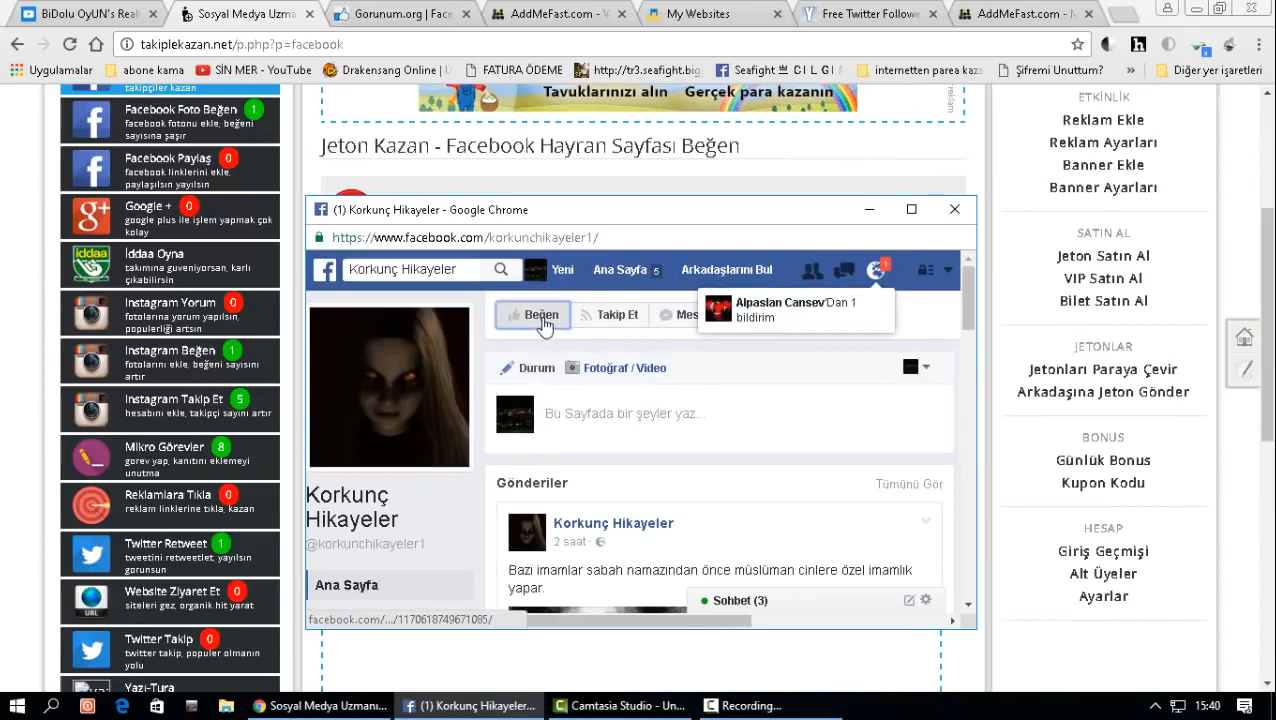 BiDolu OyUN's Real
Sosyal Medya Uzma
Gorunum.org | Face
AddMeFast.com -
My Websites
Free Twitter Followe
AddMeFast.com - N
takiplekazan.net/p.php?p=facebook
Uygulamalar
abone kama
SİN MER - YouTube
Drakensang Online |
FATURA ÖDEME
http://tr3.seafight.big
internetten para kaza
Şifremi Unuttum?
»
Diğer yer işaretleri
takipçiler kazan
Facebook Foto Beğen 1
facebook fotonu ekle, beğeni
sayısına şaşır
Facebook Paylaş 0
facebook linklerini ekle,
paylaşılsın yayılsın
Google + 0
google plus ile işlem yapmak çok
kolay
İddaa Oyna
takımına guveniyorsan, karlı
çıkabilirsin
Instagram Yorum 0
fotolarına yorum yapılsın,
populerliği artsın
Instagram Beğen 1
fotolarını ekle, beğeni sayısını
artır
Instagram Takip Et 5
hesabını ekle, takipçi sayını artır
Mikro Görevler 8
gorev yap, kanıtını eklemeyi
unutma
Reklamlara Tıkla 0
reklam linklerine tıkla, kazan
Twitter Retweet 1
tweetini retweetlet, yayılsın
gorunsun
Website Ziyaret Et 0
siteleri gez, organik hit yarat
URL
Twitter Takip 0
twitter takip, populer olmanın
yolu
Yazı-Tura
iddaa
Tavuklarınızi alın Gerçek para kazanın
reklam
Jeton Kazan - Facebook Hayran Sayfası Beğen
(1) Korkunç Hikayeler - Google Chrome
https://www.facebook.com/korkunchikayeler1/
Korkunç Hikayeler
Yeni
Ana Sayfa 5
Arkadaşlarını Bul
1
Beğen
Takip Et
Mes
Alpaslan Cansev'Dan 1
bildirim
Durum
Fotoğraf / Video
Bu Sayfada bir şeyler yaz...
Gönderiler
Tümünü Gör
Korkunç Hikayeler
2 saat
Bazı imamlar sabah namazından önce müslüman cinlere özel imamlık
yapar.
Korkunç
Hikayeler
@korkunchikayeler1
Ana Sayfa
Sohbet (3)
facebook.com/.../1170618749671085/
ETKİNLİK
Reklam Ekle
Reklam Ayarları
Banner Ekle
Banner Ayarları
SATIN AL
Jeton Satın Al
VIP Satın Al
Bilet Satın Al
JETONLAR
Jetonları Paraya Çevir
Arkadaşına Jeton Gönder
BONUS
Günlük Bonus
Kupon Kodu
HESAP
Giriş Geçmişi
Alt Üyeler
Ayarlar
Sosyal Medya Uzmanı...
(1) Korkunç Hikayeler...
Camtasia Studio - Un...
Recording...
15:40